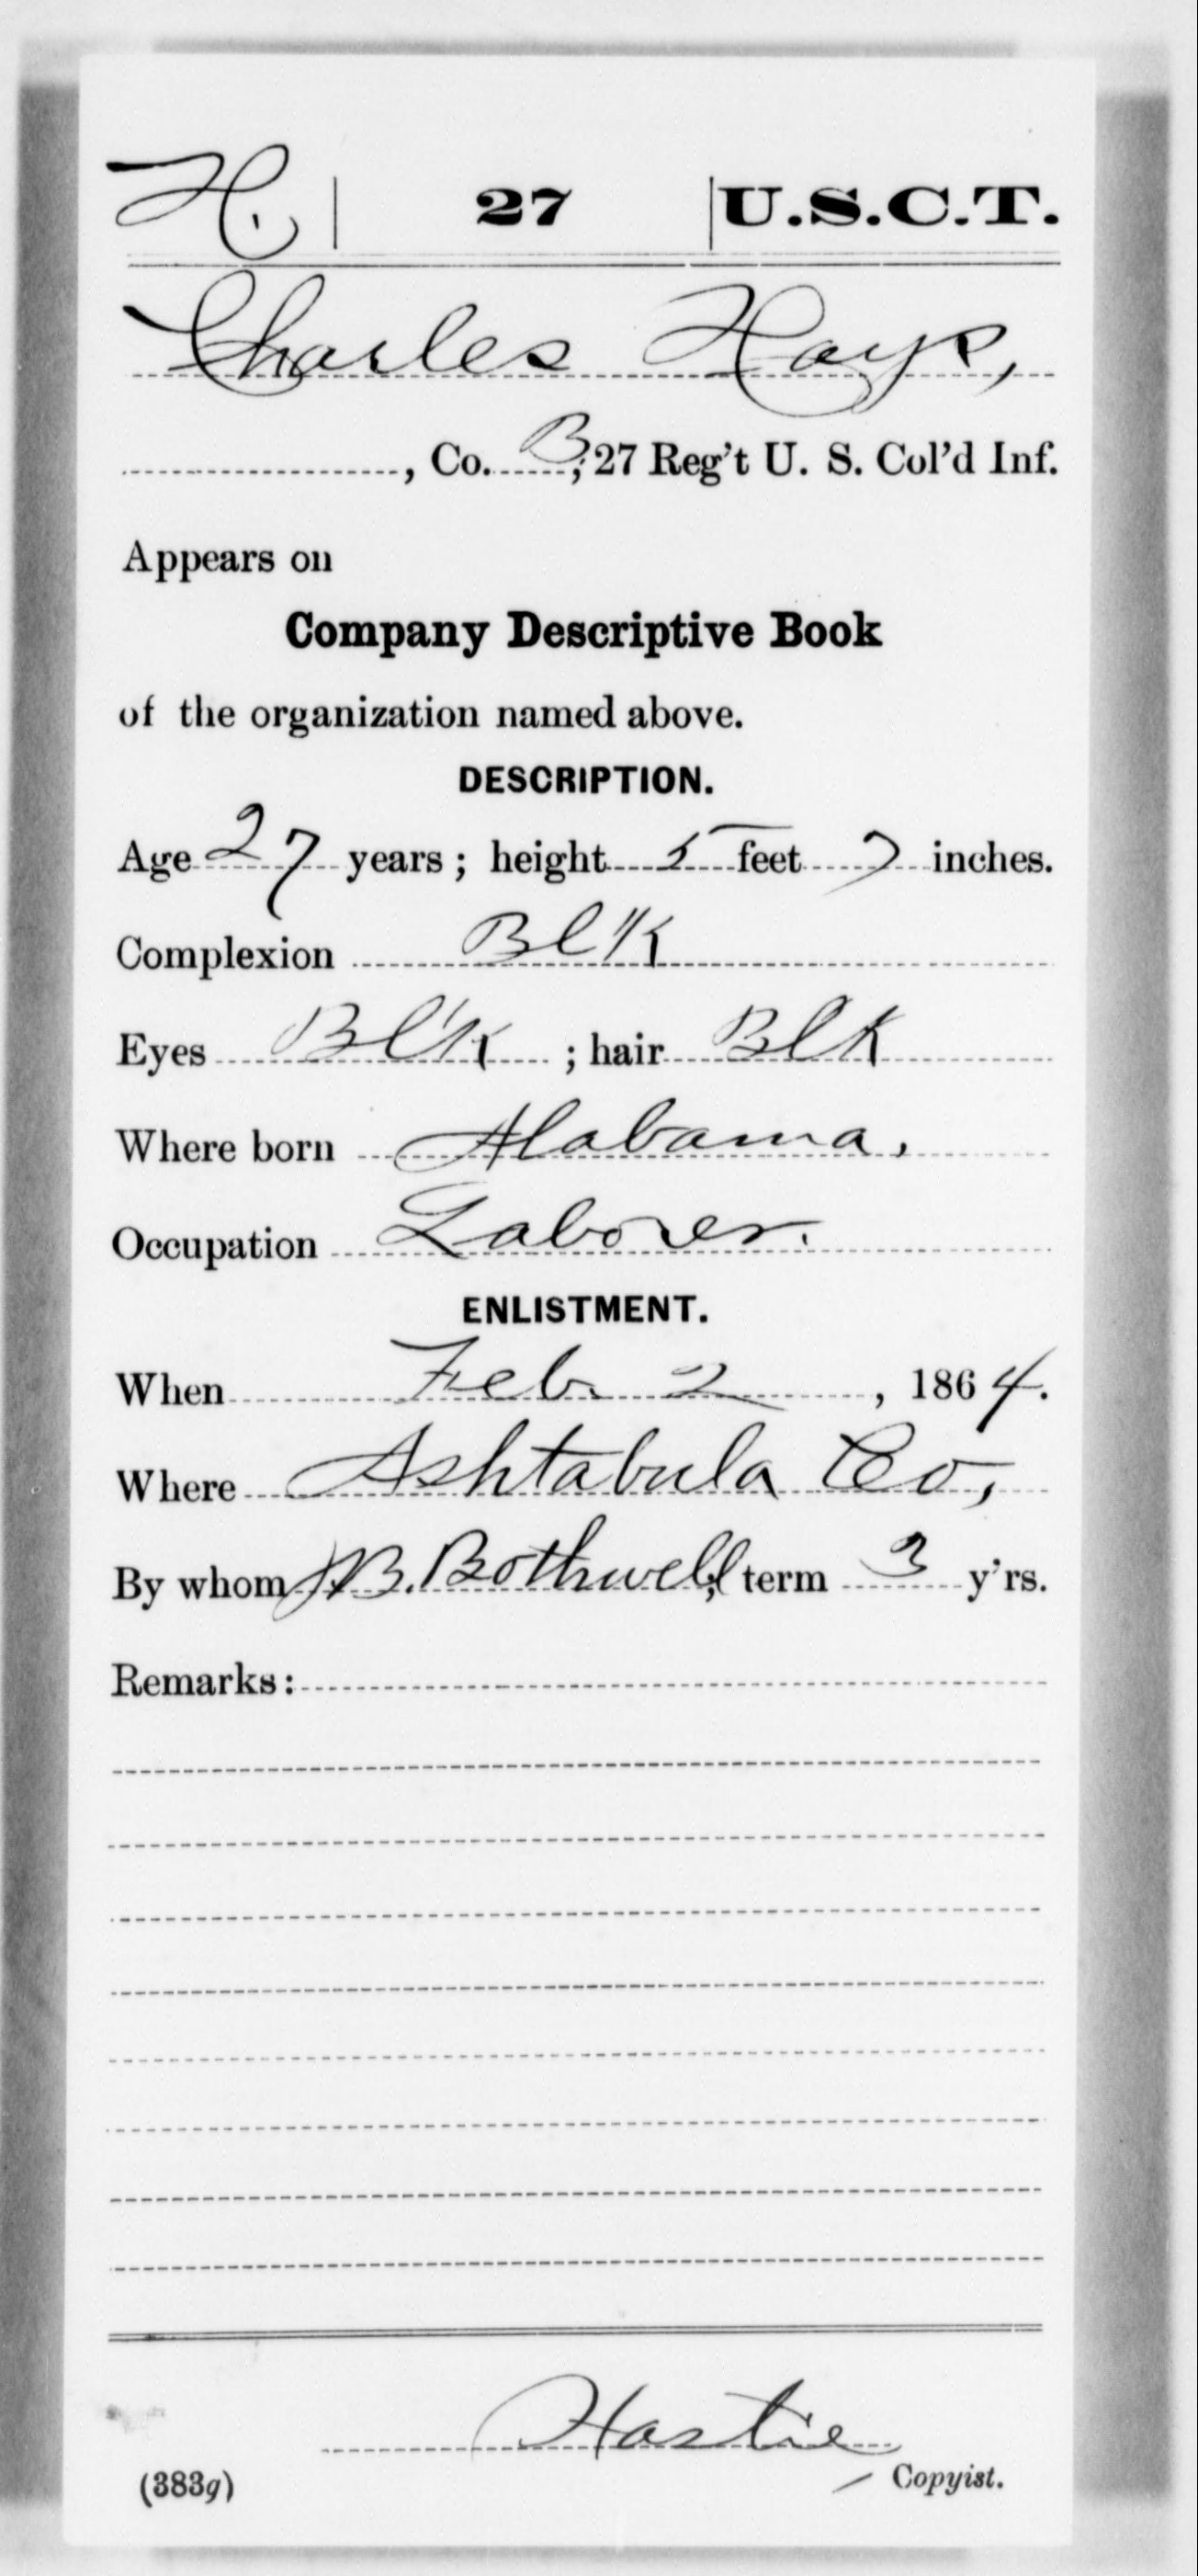 H. | 27 | U.S.C.T.
Charles Hays,
, Co. B, 27 Reg't U. S. Col'd Inf.
Appears on
Company Descriptive Book
of the organization named above.
DESCRIPTION.
Age 27 years; height 5 feet 7 inches.
Complexion Bl'k
Eyes Bl'k; hair Blk
Where born Alabama.
Occupation Laborer.
ENLISTMENT.
When Feb. 2, 1864.
Where Ashtabula Co,
By whom J.B. Bothwell; term 3 y'rs.
Remarks:
Hastie
Copyist.
(383g)